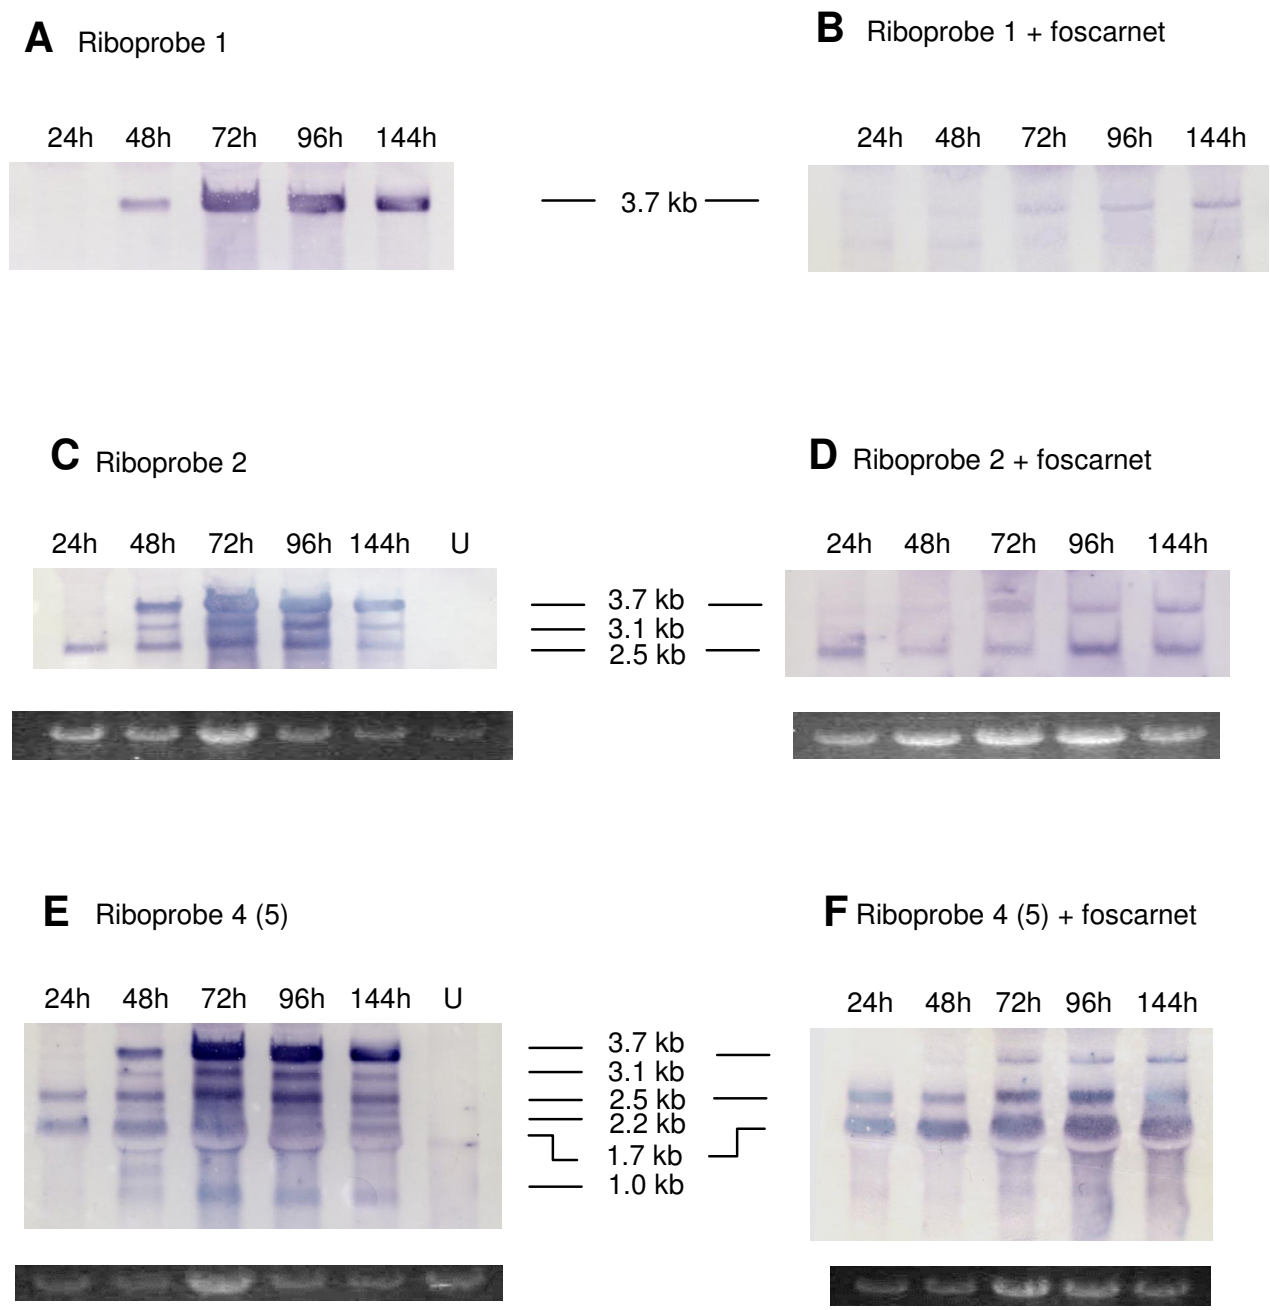 A Riboprobe 1
24h 48h 72h 96h 144h
B Riboprobe 1 + foscarnet
24h 48h 72h 96h 144h
3.7 kb
C Riboprobe 2
24h 48h 72h 96h 144h U
D Riboprobe 2 + foscarnet
24h 48h 72h 96h 144h
3.7 kb
3.1 kb
2.5 kb
E Riboprobe 4 (5)
24h 48h 72h 96h 144h U
F Riboprobe 4 (5) + foscarnet
24h 48h 72h 96h 144h
3.7 kb
3.1 kb
2.5 kb
2.2 kb
1.7 kb
1.0 kb